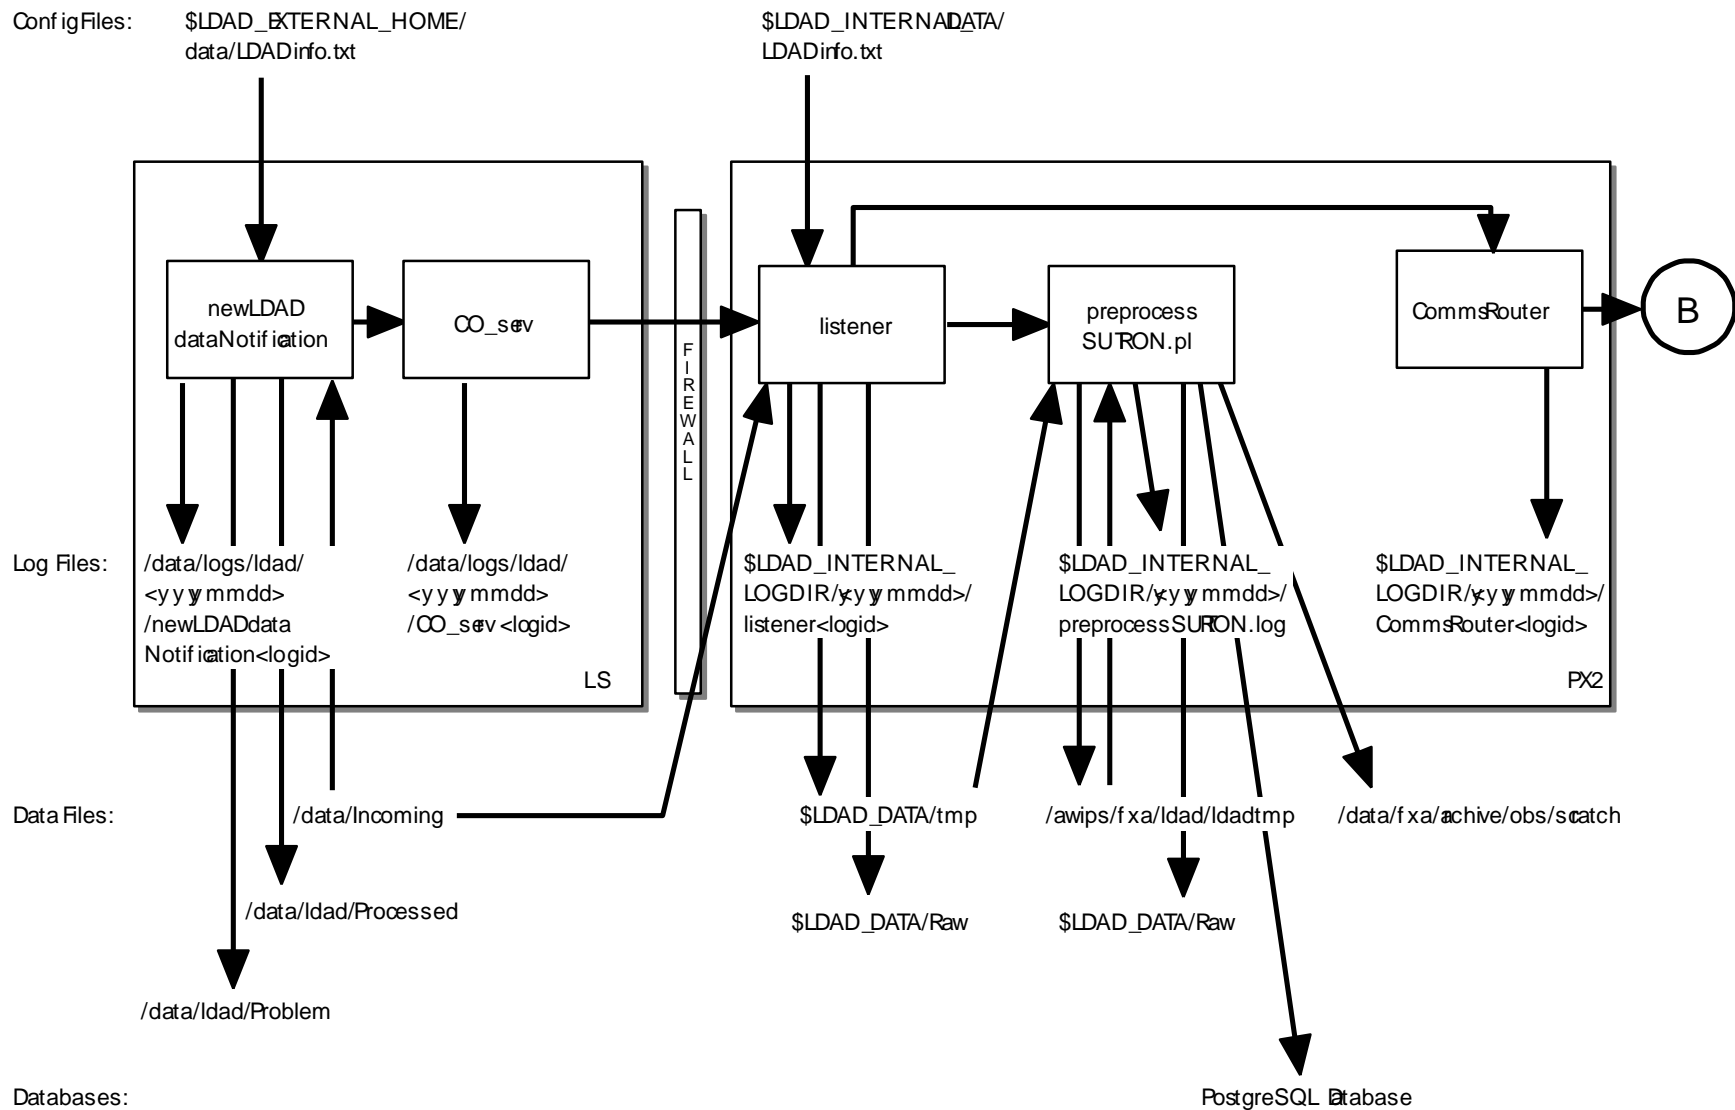 Config Files:
$LDAD_EXTERNAL_HOME/
data/LDADinfo.txt
$LDAD_INTERNAL_DATA/
LDADinfo.txt
newLDAD
dataNotification
CO_serv
FIREWALL
listener
preprocess
SUTRON.pl
CommsRouter
B
Log Files:
/data/logs/ldad/
<yyyymmdd>
/newLDADdata
Notification<logid>
/data/logs/ldad/
<yyyymmdd>
/CO_serv<logid>
$LDAD_INTERNAL_
LOGDIR/<yyyymmdd>/
listener<logid>
$LDAD_INTERNAL_
LOGDIR/<yyyymmdd>/
preprocessSUTRON.log
$LDAD_INTERNAL_
LOGDIR/<yyyymmdd>/
CommsRouter<logid>
LS
PX2
Data Files:
/data/Incoming
$LDAD_DATA/tmp
/awips/fxa/ldad/ldadtmp
/data/fxa/archive/obs/scratch
/data/ldad/Processed
$LDAD_DATA/Raw
$LDAD_DATA/Raw
/data/ldad/Problem
Databases:
PostgreSQL Database